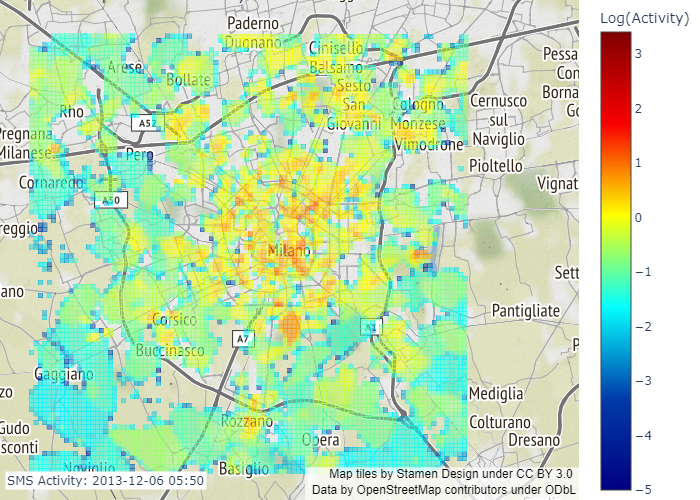 Paderno
Dugnano
Cinisello
Balsamo
Arese
Bollate
Sesto
San
Giovanni
Cologno
Monzese
Cernusco
sul
Naviglio
Pessa
Con
Borna
Go
Rho
A52
Pregnana
Milanese
Pero
Vimodrone
Pioltello
Cornaredo
A50
Vignat
reggio
Milano
Sett
ano
Pantigliate
Corsico
A7
A1
P
Buccinasco
Gaggiano
zo
Mediglia
Rozzano
Colturano
Gudo
sconti
Opera
Dresano
Noviglio
Basiglio
SMS Activity: 2013-12-06 05:50
Map tiles by Stamen Design under CC BY 3.0
Data by OpenStreetMap contributors under ODbL
Log(Activity)
3
2
1
0
−1
−2
−3
−4
−5